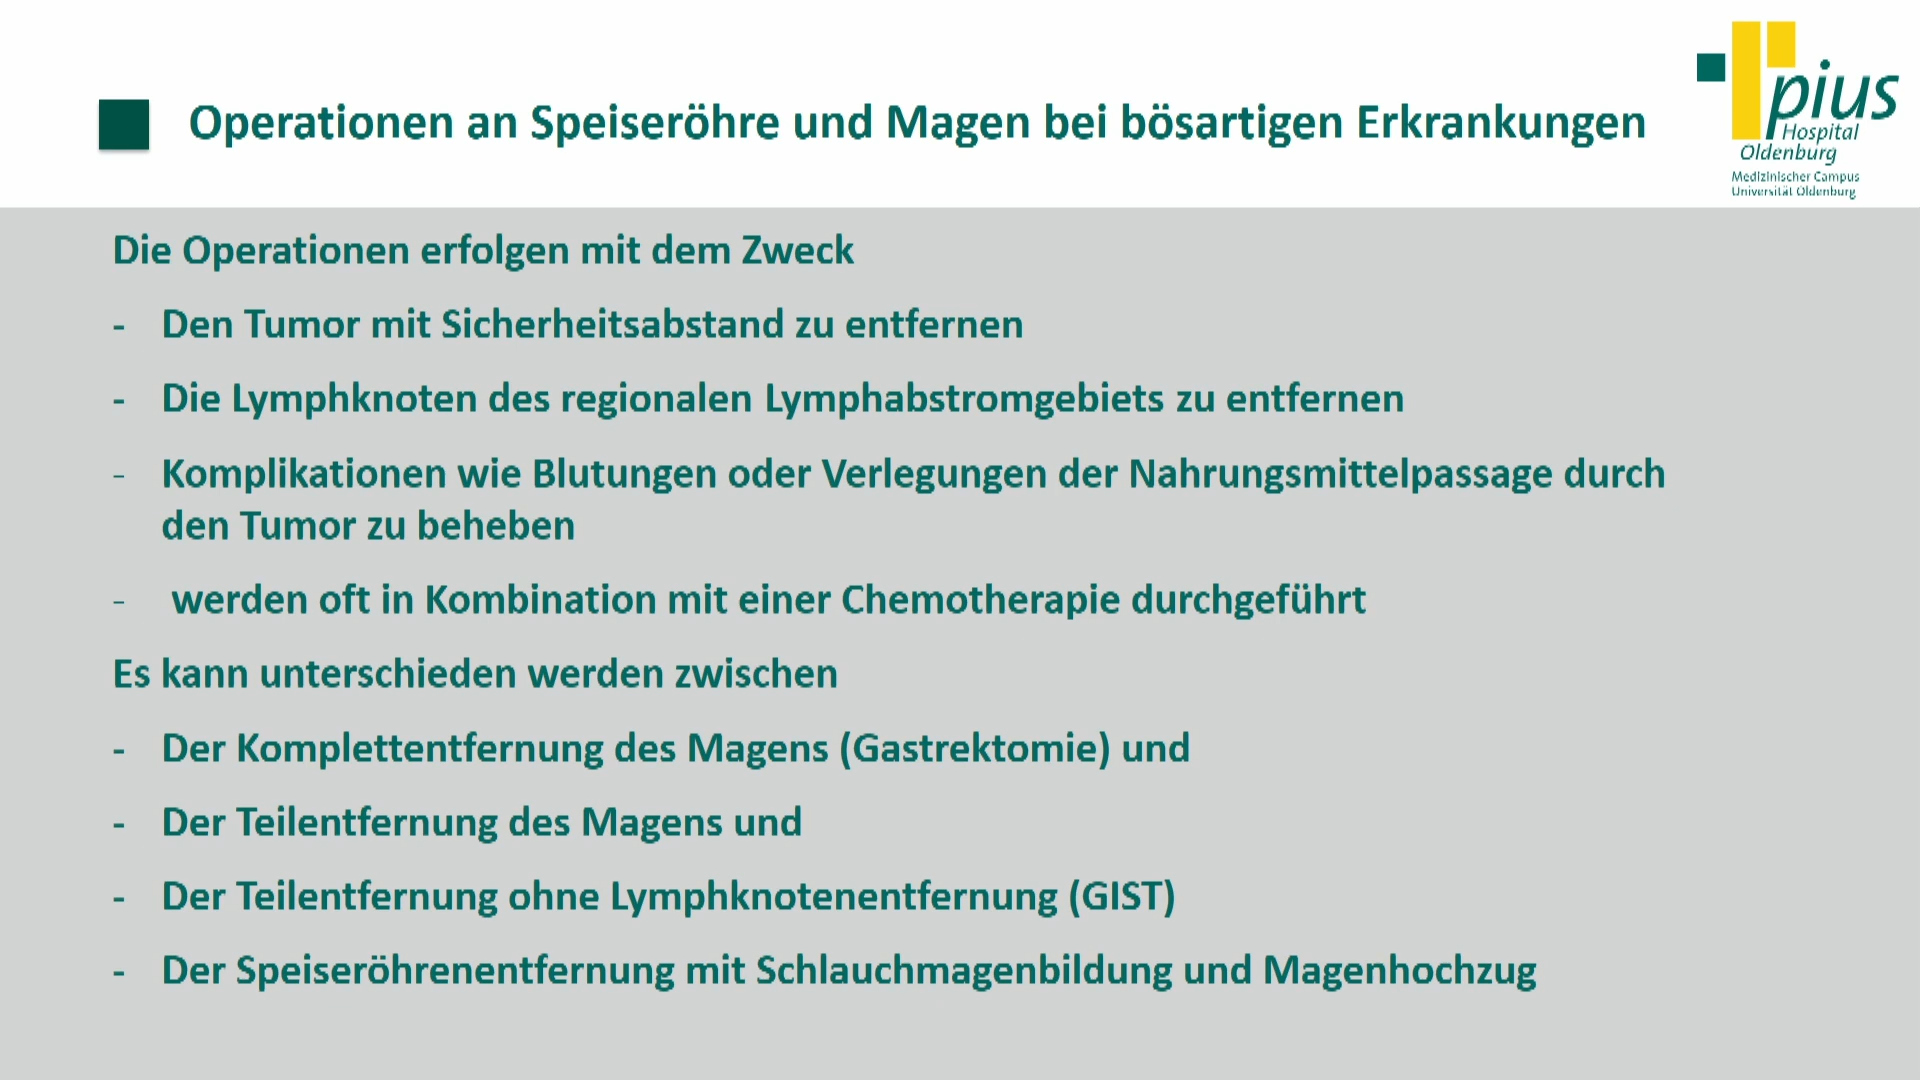 Operationen an Speiseröhre und Magen bei bösartigen Erkrankungen
pius
Hospital
Oldenburg
Medizinischer Campus
Universität Oldenburg
Die Operationen erfolgen mit dem Zweck
- Den Tumor mit Sicherheitsabstand zu entfernen
- Die Lymphknoten des regionalen Lymphabstromgebiets zu entfernen
- Komplikationen wie Blutungen oder Verlegungen der Nahrungsmittelpassage durch
den Tumor zu beheben
- werden oft in Kombination mit einer Chemotherapie durchgeführt
Es kann unterschieden werden zwischen
- Der Komplettentfernung des Magens (Gastrektomie) und
- Der Teilentfernung des Magens und
- Der Teilentfernung ohne Lymphknotenentfernung (GIST)
- Der Speiseröhrenentfernung mit Schlauchmagenbildung und Magenhochzug